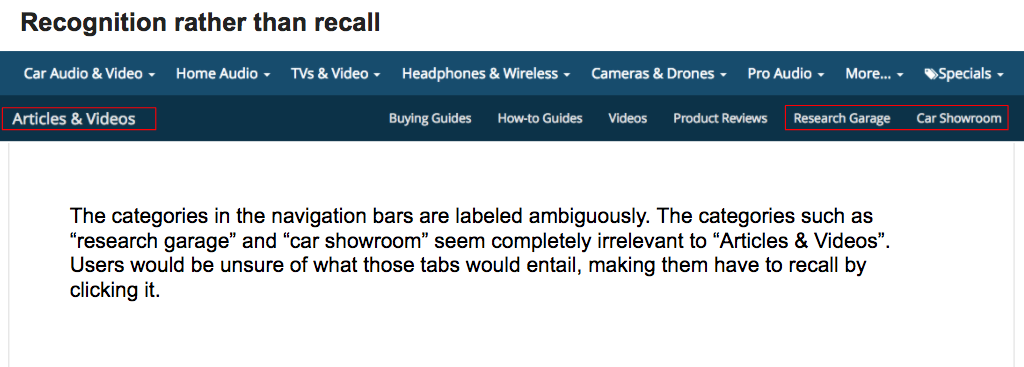 Recognition rather than recall
Car Audio & Video Home Audio TVs & Video Headphones & Wireless Cameras & Drones Pro Audio More... Specials
Articles & Videos Buying Guides How-to Guides Videos Product Reviews Research Garage Car Showroom
The categories in the navigation bars are labeled ambiguously. The categories such as
“research garage” and “car showroom” seem completely irrelevant to “Articles & Videos”.
Users would be unsure of what those tabs would entail, making them have to recall by
clicking it.